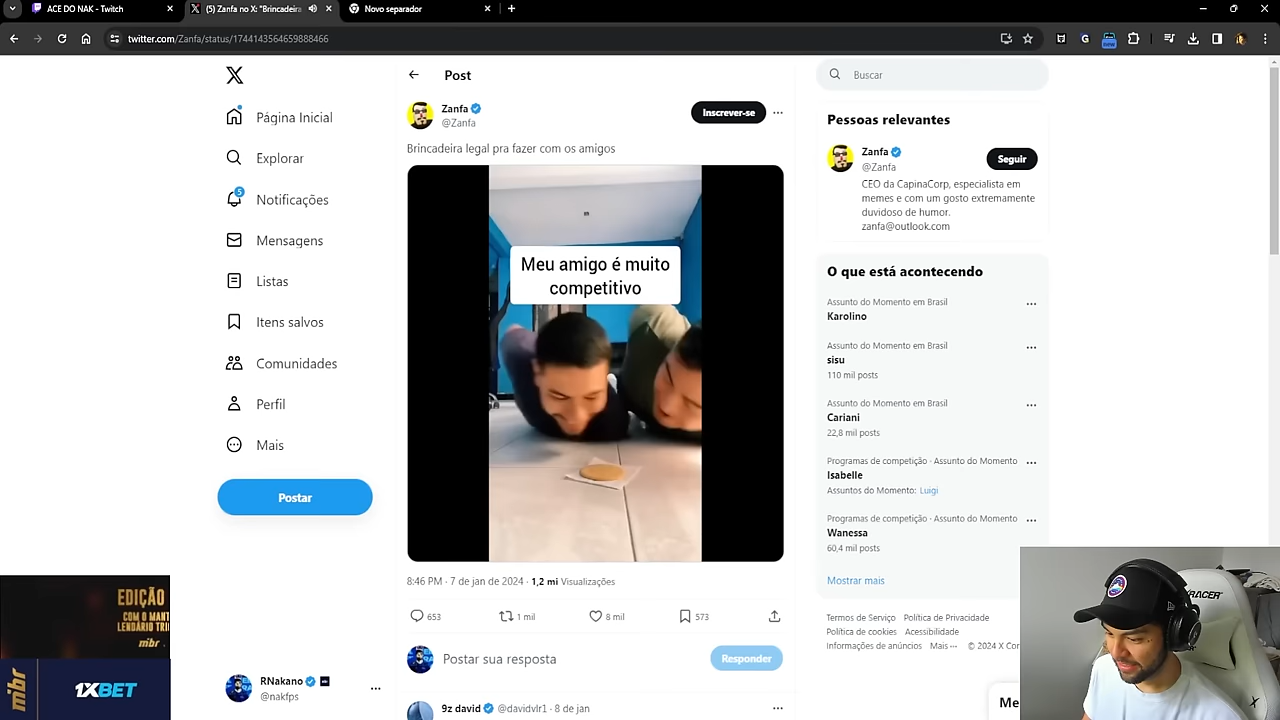 ACE DO NAK - Twitch
(5) Zanfa no X "Brincadeira
Novo separador
twitter.com/Zanfa/status/1744143564659888466
Post
Buscar
Zanfa
@Zanfa
Inscrever-se
Brincadeira legal pra fazer com os amigos
Meu amigo é muito
competitivo
8:46 PM · 7 de jan de 2024 · 1,2 mi Visualizações
653
1 mil
8 mil
573
Postar sua resposta
Responder
9z david @davidvlr1 · 8 de jan
Página Inicial
Explorar
5
Notificações
Mensagens
Listas
Itens salvos
Comunidades
Perfil
Mais
Postar
RNakano
@nakfps
Pessoas relevantes
Zanfa
@Zanfa
Seguir
CEO da CapinaCorp, especialista em
memes e com um gosto extremamente
duvidoso de humor.
zanfa@outlook.com
O que está acontecendo
Assunto do Momento em Brasil
Karolino
Assunto do Momento em Brasil
sisu
110 mil posts
Assunto do Momento em Brasil
Cariani
22,8 mil posts
Programas de competição · Assunto do Momento
Isabelle
Assuntos do Momento: Luigi
Programas de competição · Assunto do Momento
Wanessa
60,4 mil posts
Mostrar mais
Termos de Serviço Política de Privacidade
Política de cookies Acessibilidade
Informações de anúncios Mais ··· © 2024 X Cor
Me
EDIÇÃO
COM O MANT
LENDÁRIO TRI
mibr
mibr
1XBET
RACER